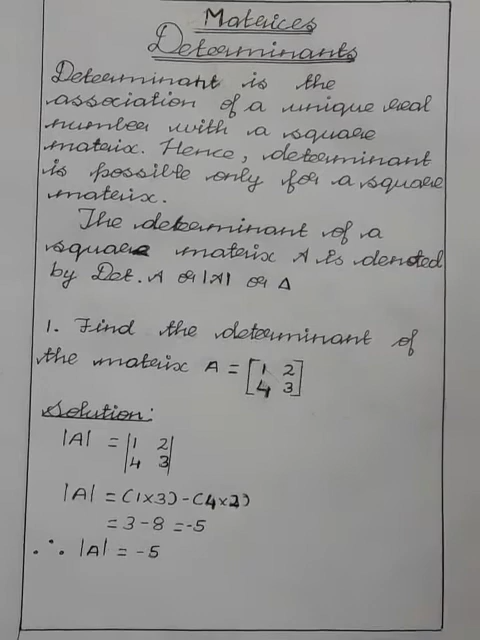 Matrices
Determinants
Determinant is the
association of a unique real
number with a square
matrix. Hence, determinant
is possible only for a square
matrix.
The determinant of a
square matrix A is denoted
by Det. A or |A| or Δ
1. Find the determinant of
the matrix A = [1 2
4 3]
Solution:
|A| = |1 2
4 3|
|A| = (1×3) - (4×2)
= 3 - 8 = -5
∴ |A| = -5